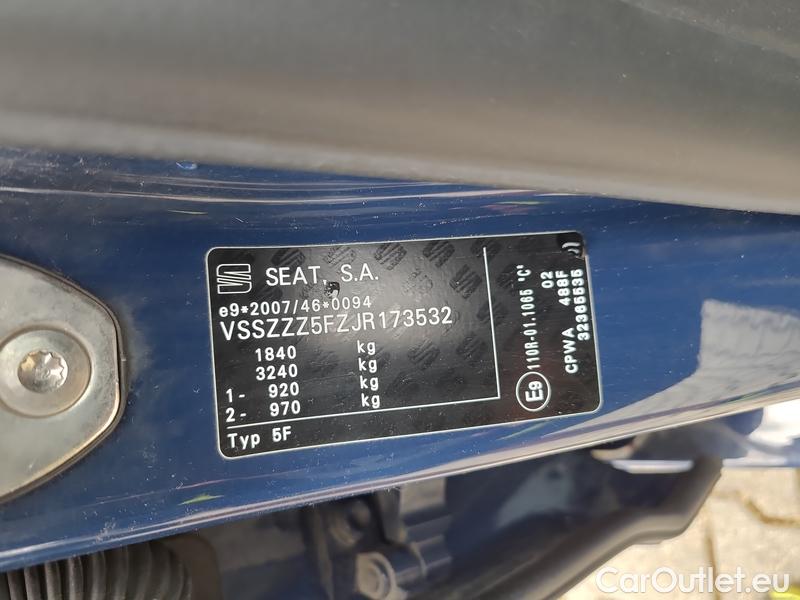 SEAT, S.A.
e9*2007/46*0094
VSSZZZ5FZJR173532
1840 kg
3240 kg
1- 920 kg
2- 970 kg
Typ 5F
E9 110R-01.1065 "C"
02
CPWA 488F
32365535
CarOutlet.eu